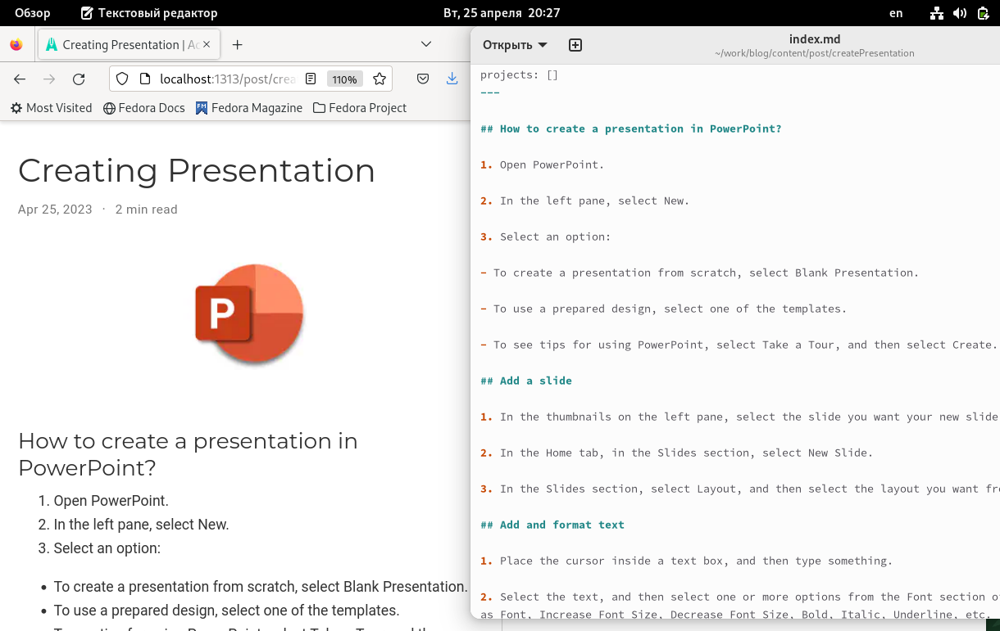 Обзор
Текстовый редактор
Вт, 25 апреля 20:27
en
Creating Presentation | Ac
localhost:1313/post/crea
110%
Most Visited
Fedora Docs
FM
Fedora Magazine
Fedora Project
Creating Presentation
Apr 25, 2023 · 2 min read
P
How to create a presentation in
PowerPoint?
1. Open PowerPoint.
2. In the left pane, select New.
3. Select an option:
• To create a presentation from scratch, select Blank Presentation.
• To use a prepared design, select one of the templates.
Открыть
index.md
~/work/blog/content/post/createPresentation
projects: []
---
## How to create a presentation in PowerPoint?
1. Open PowerPoint.
2. In the left pane, select New.
3. Select an option:
- To create a presentation from scratch, select Blank Presentation.
- To use a prepared design, select one of the templates.
- To see tips for using PowerPoint, select Take a Tour, and then select Create.
## Add a slide
1. In the thumbnails on the left pane, select the slide you want your new slide
2. In the Home tab, in the Slides section, select New Slide.
3. In the Slides section, select Layout, and then select the layout you want fr
## Add and format text
1. Place the cursor inside a text box, and then type something.
2. Select the text, and then select one or more options from the Font section o
as Font, Increase Font Size, Decrease Font Size, Bold, Italic, Underline, etc.